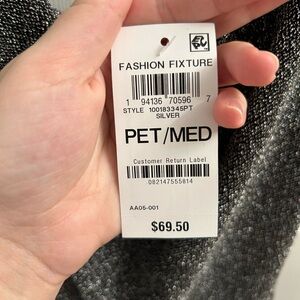 FASHION FIXTURE
1 94136 70596 7
STYLE 100183345PT
SILVER
PET/MED
Customer Return Label
082147555814
AA05-001
$69.50